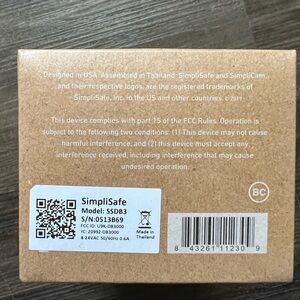 Designed in USA. Assembled in Thailand. SimpliSafe and SimpliCam,
and their respective logos, are the registered trademarks of
SimpliSafe, Inc. in the US and other countries. © 2019
This device complies with part 15 of the FCC Rules. Operation is
subject to the following two conditions: (1) This device may not cause
harmful interference, and (2) this device must accept any
interference received, including interference that may cause
undesired operation.
BC
SimpliSafe
Model: SSDB3
S/N:0513B69
FCC ID: U9K-DB3000
IC: 20992-DB3000
8-24VAC 50/60Hz 0.6A
Made in
Thailand
8 43261 11230 9